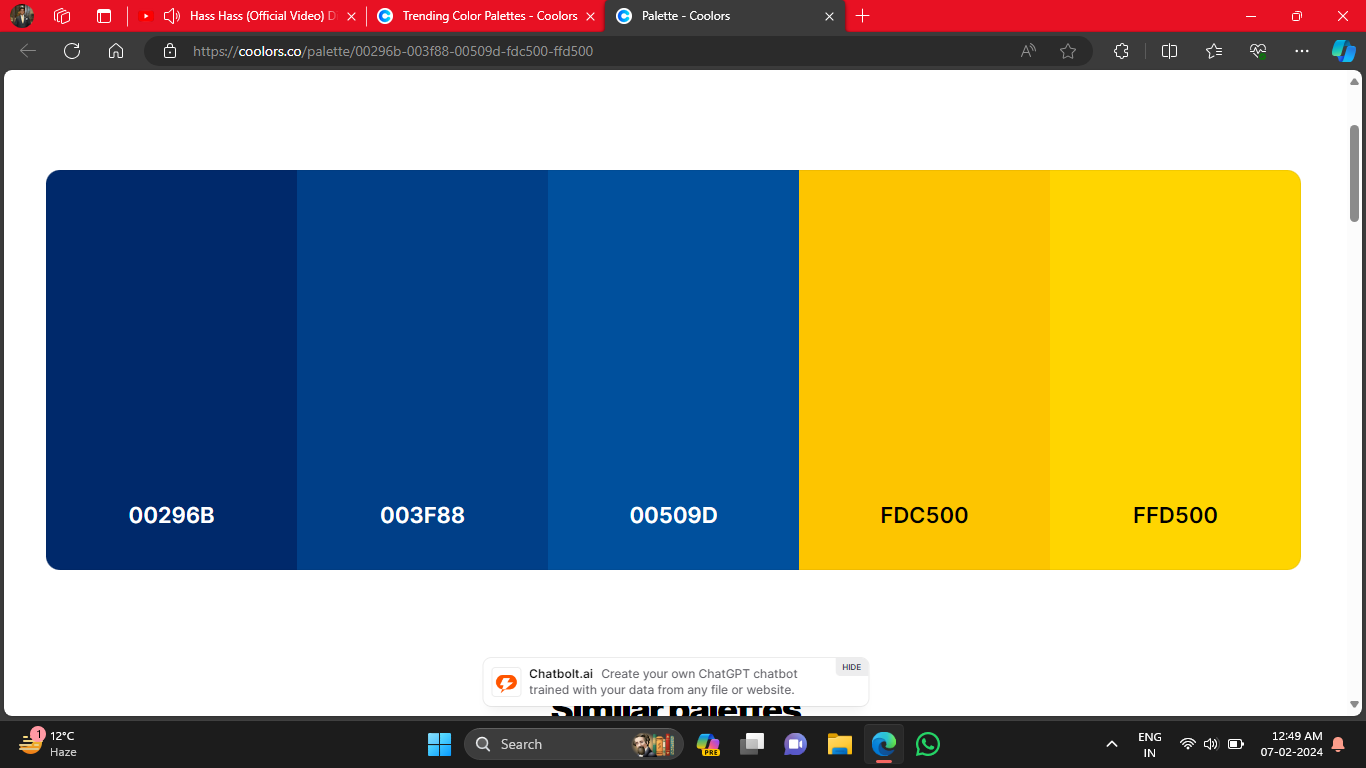 Hass Hass (Official Video) D
Trending Color Palettes - Coolors
Palette - Coolors
https://coolors.co/palette/00296b-003f88-00509d-fdc500-ffd500
00296B
003F88
00509D
FDC500
FFD500
Chatbolt.ai Create your own ChatGPT chatbot
trained with your data from any file or website.
HIDE
Similar palettes
1
12°C
Haze
Search
PRE
ENG
IN
12:49 AM
07-02-2024